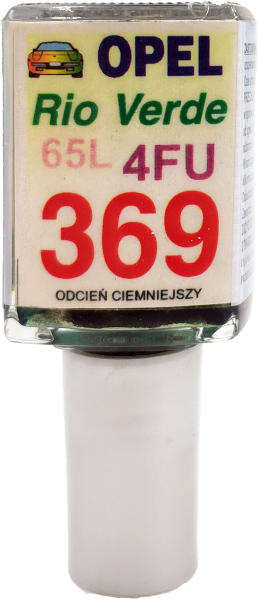 OPEL
Rio Verde
65L 4FU
369
ODCIEŃ CIEMNIEJSZY